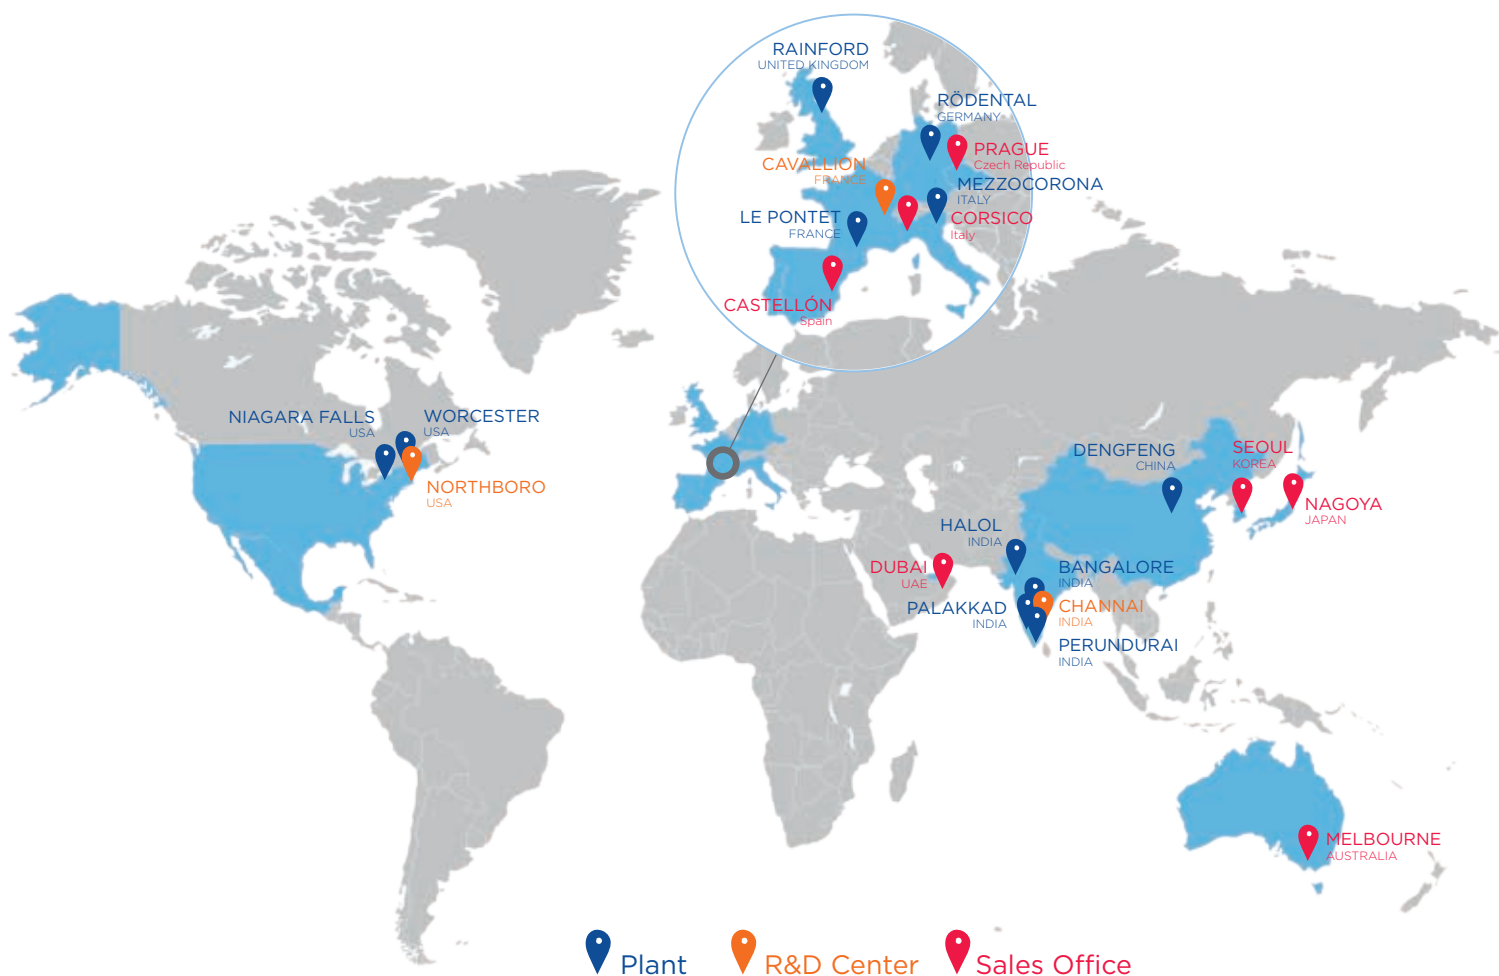 RAINFORD
UNITED KINGDOM
RÖDENTAL
GERMANY
PRAGUE
Czech Republic
CAVALLION
FRANCE
MEZZOCORONA
ITALY
LE PONTET
FRANCE
CORSICO
Italy
CASTELLÓN
Spain
NIAGARA FALLS
USA
WORCESTER
USA
NORTHBORO
USA
DENGFENG
CHINA
SEOUL
KOREA
NAGOYA
JAPAN
HALOL
INDIA
DUBAI
UAE
BANGALORE
INDIA
PALAKKAD
INDIA
CHANNAI
INDIA
PERUNDURAI
INDIA
MELBOURNE
AUSTRALIA
Plant
R&D Center
Sales Office